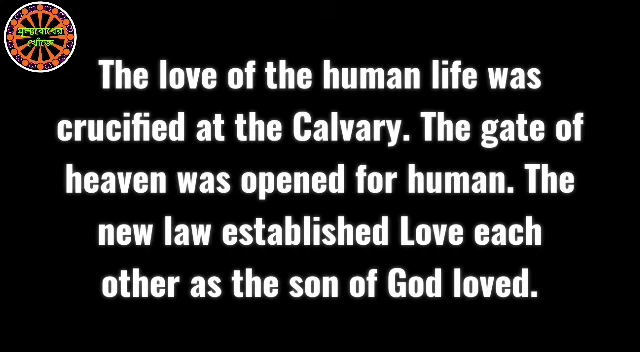 মূল্যবোধের
খোঁজে
The love of the human life was
crucified at the Calvary. The gate of
heaven was opened for human. The
new law established Love each
other as the son of God loved.